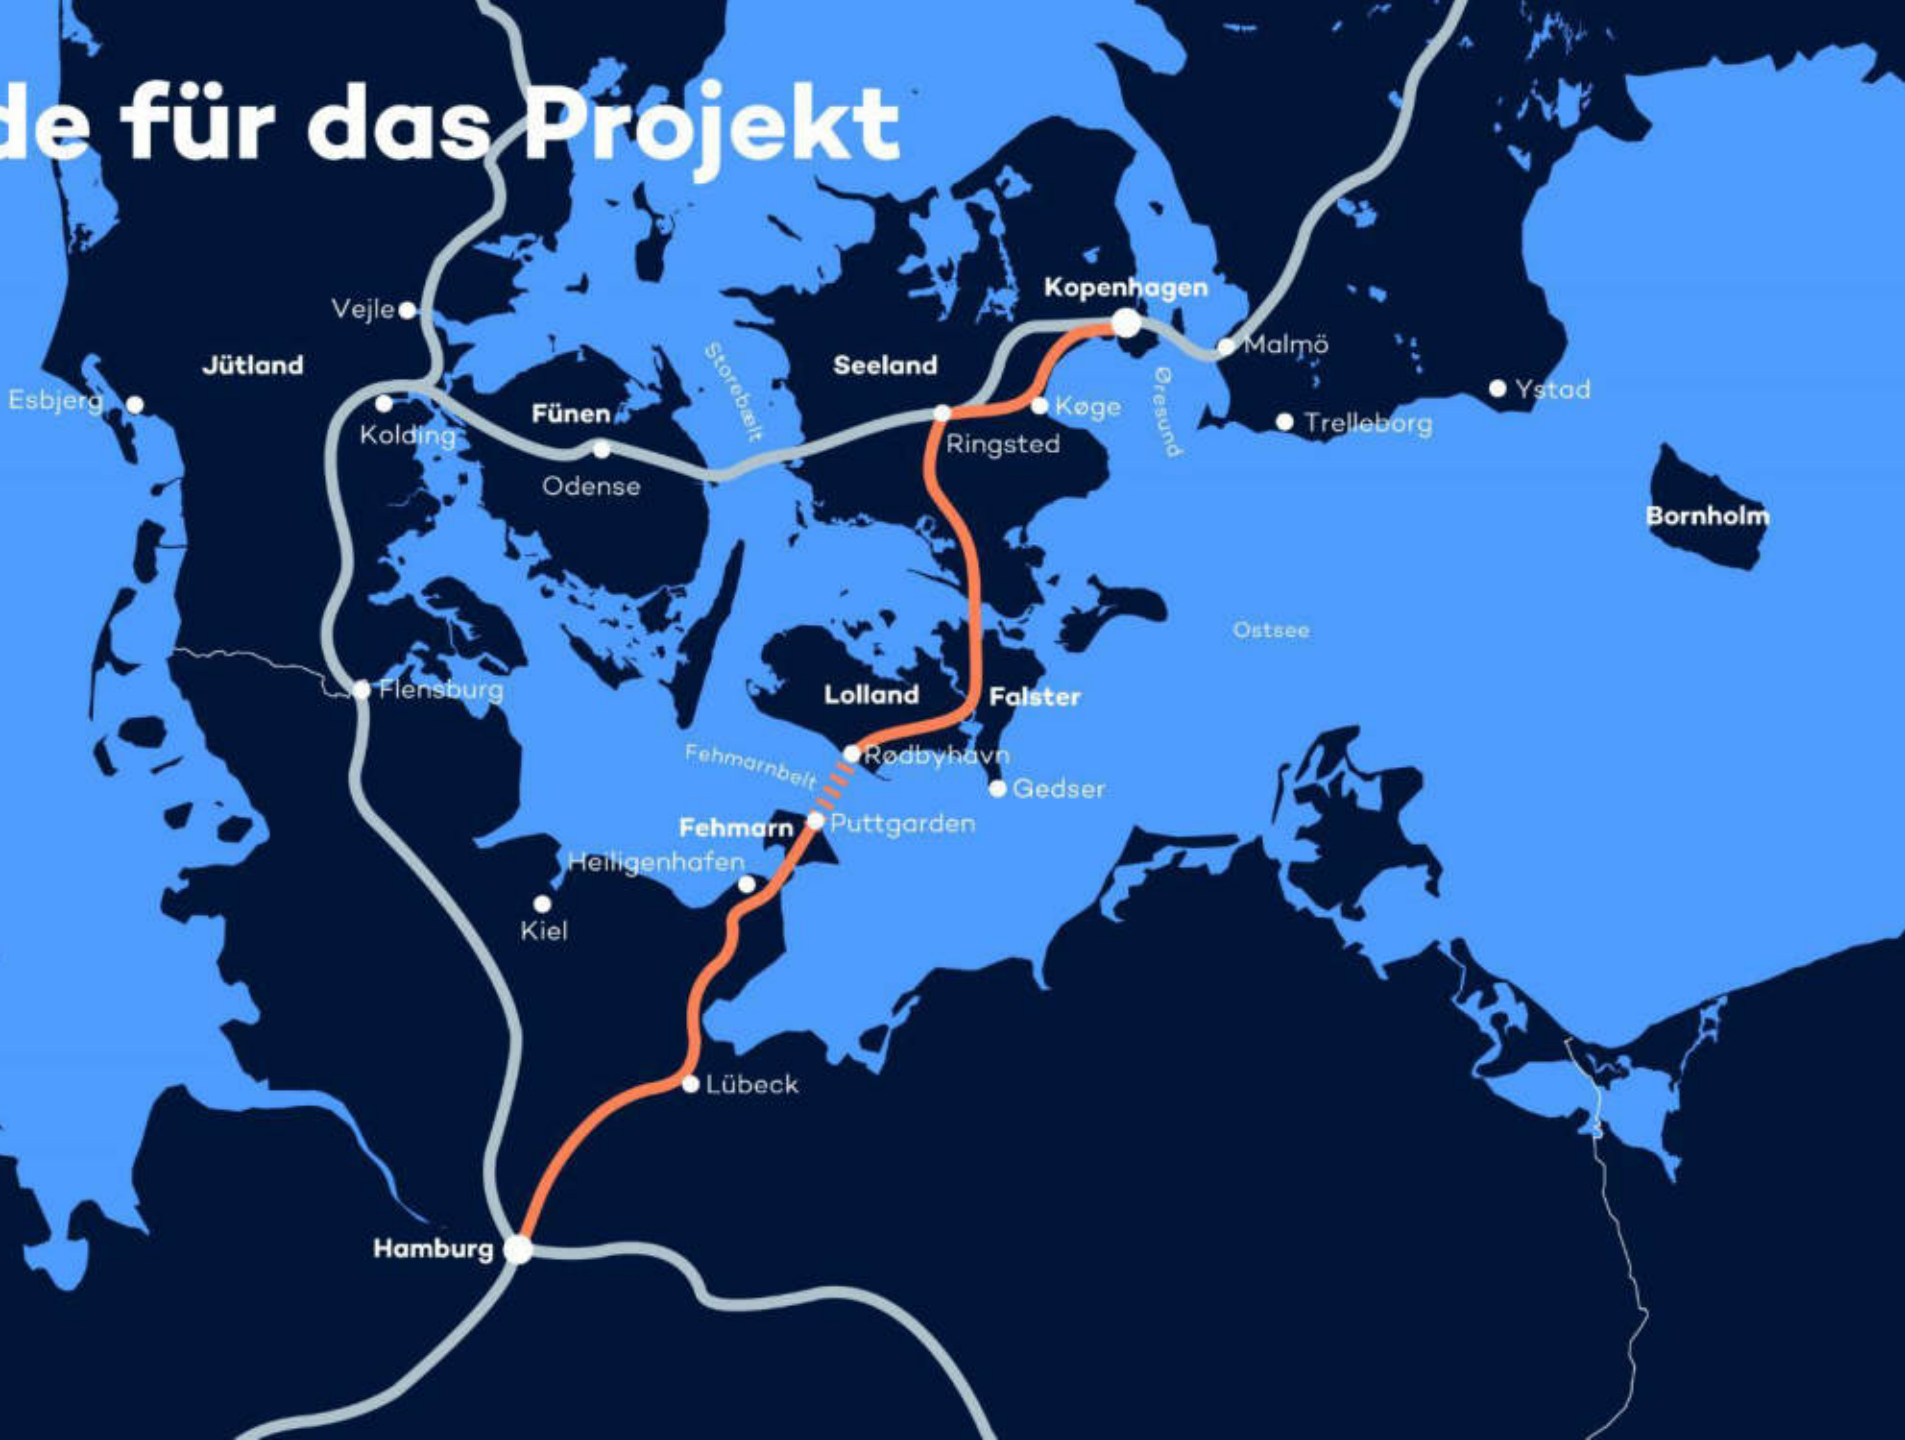 de für das Projekt
Kopenhagen
Vejle
Malmö
Jütland
Seeland
Storebælt
Øresund
Ystad
Esbjerg
Fünen
Køge
Trelleborg
Kolding
Ringsted
Odense
Bornholm
Ostsee
Flensburg
Lolland
Falster
Fehmarnbelt
Rødbyhavn
Gedser
Fehmarn
Puttgarden
Heiligenhafen
Kiel
Lübeck
Hamburg